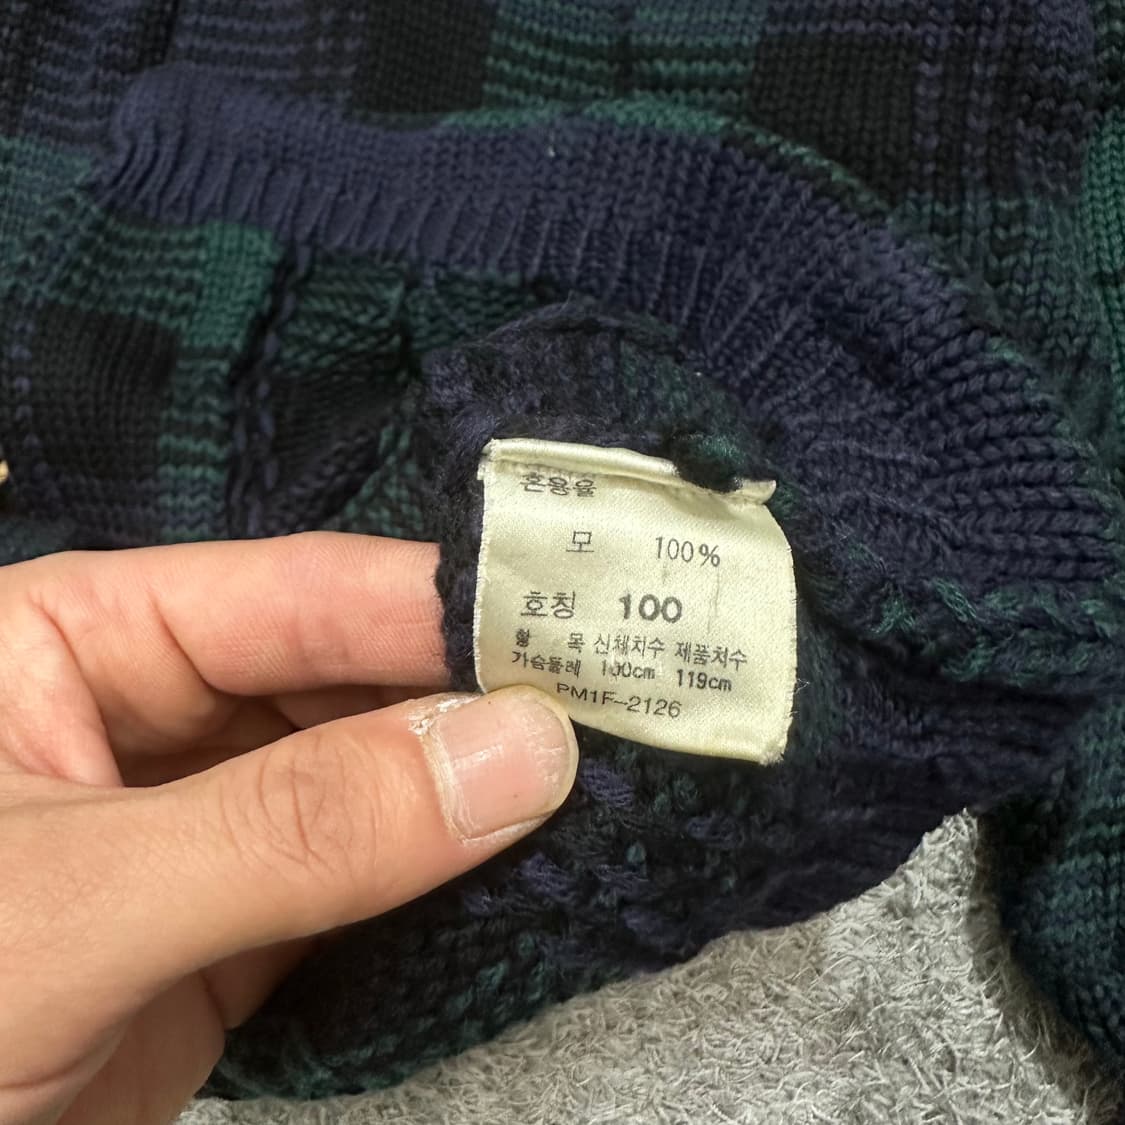 혼용율
모 100%
호칭 100
항 목 신체치수 제품처수
가슴둘레 100cm 119cm
PM1F-2126